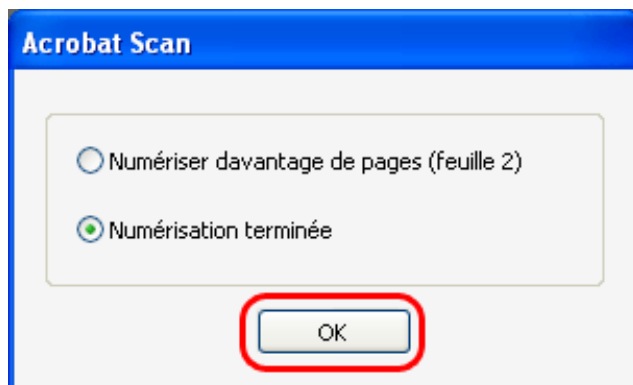 Acrobat Scan
Numériser davantage de pages (feuille 2)
Numérisation terminée
OK